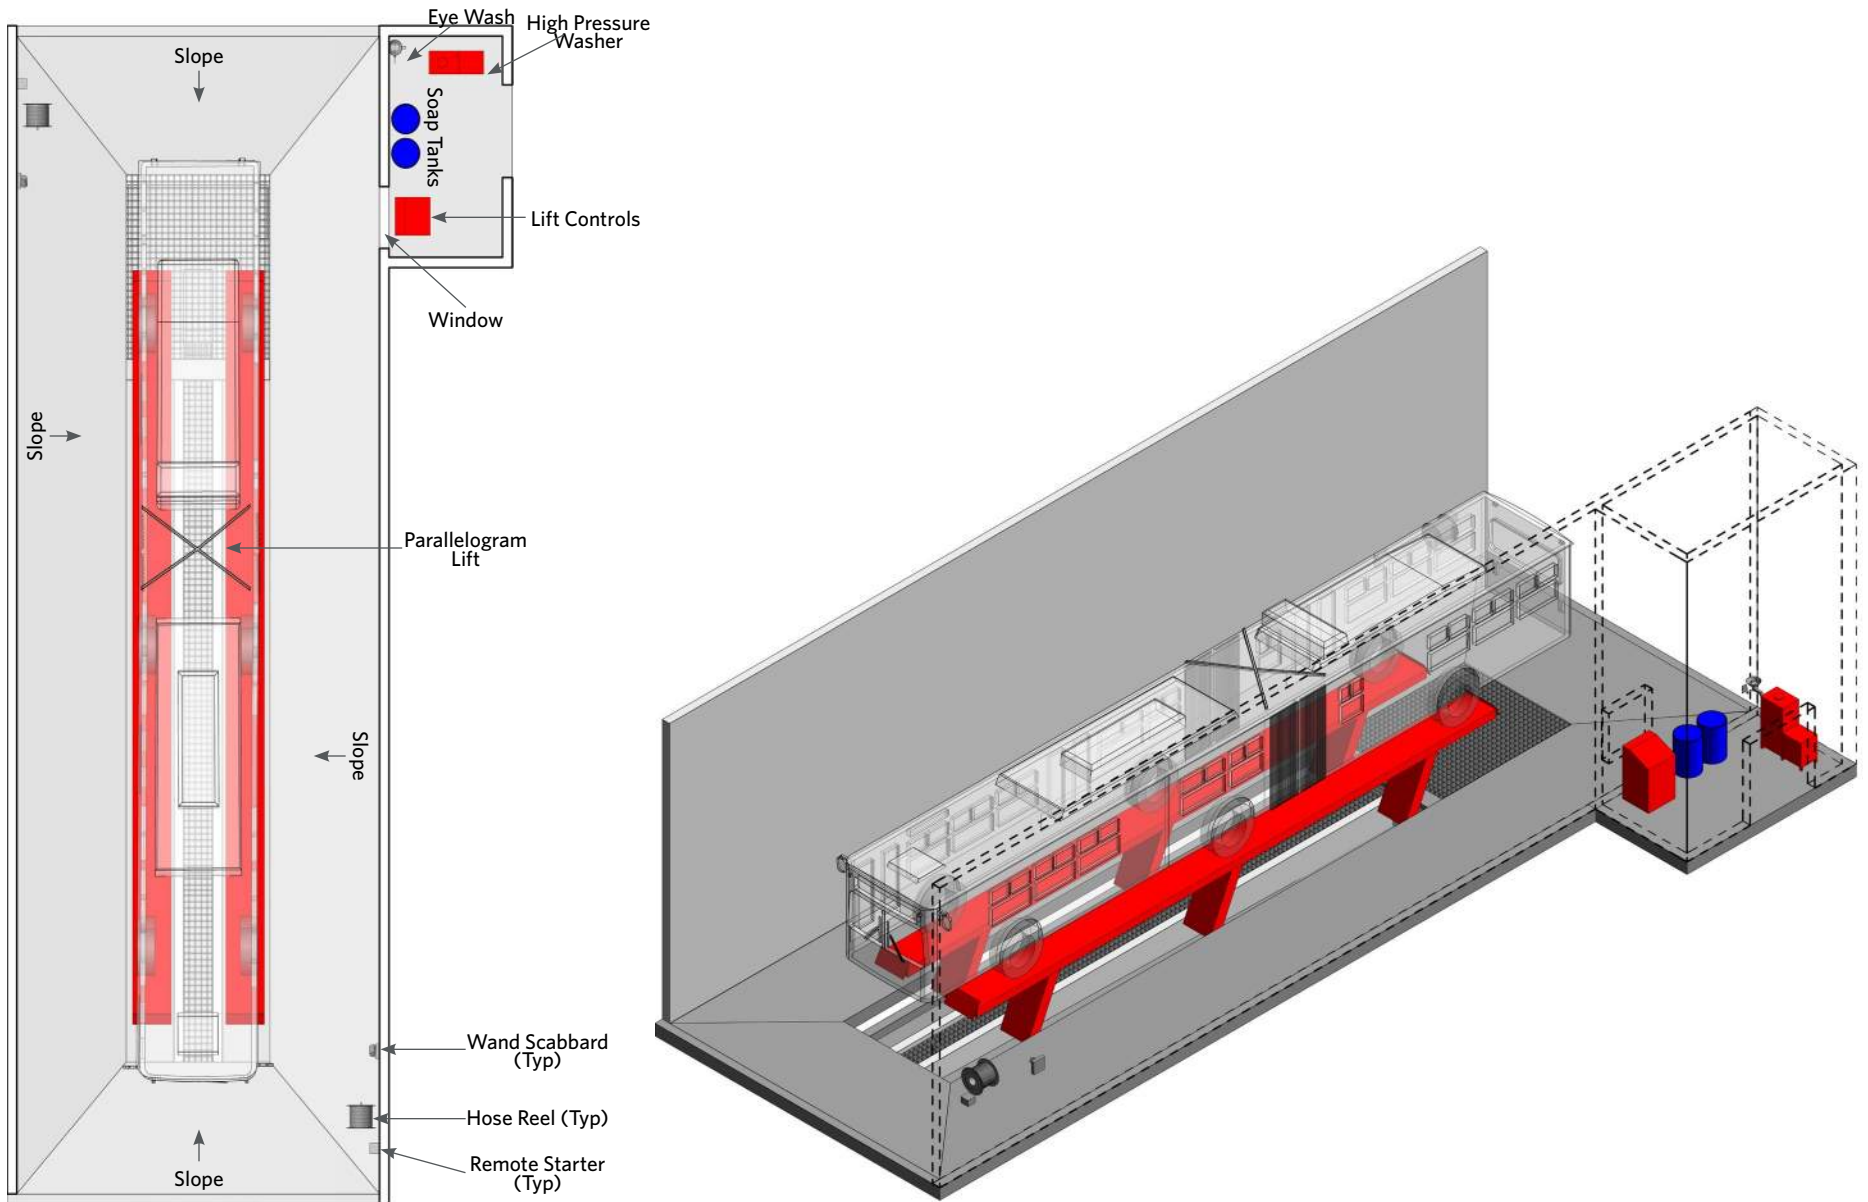 Eye Wash
High Pressure
Washer
Slope
Soap Tanks
Lift Controls
Window
Slope
Parallelogram
Lift
Slope
Wand Scabbard
(Typ)
Hose Reel (Typ)
Remote Starter
(Typ)
Slope